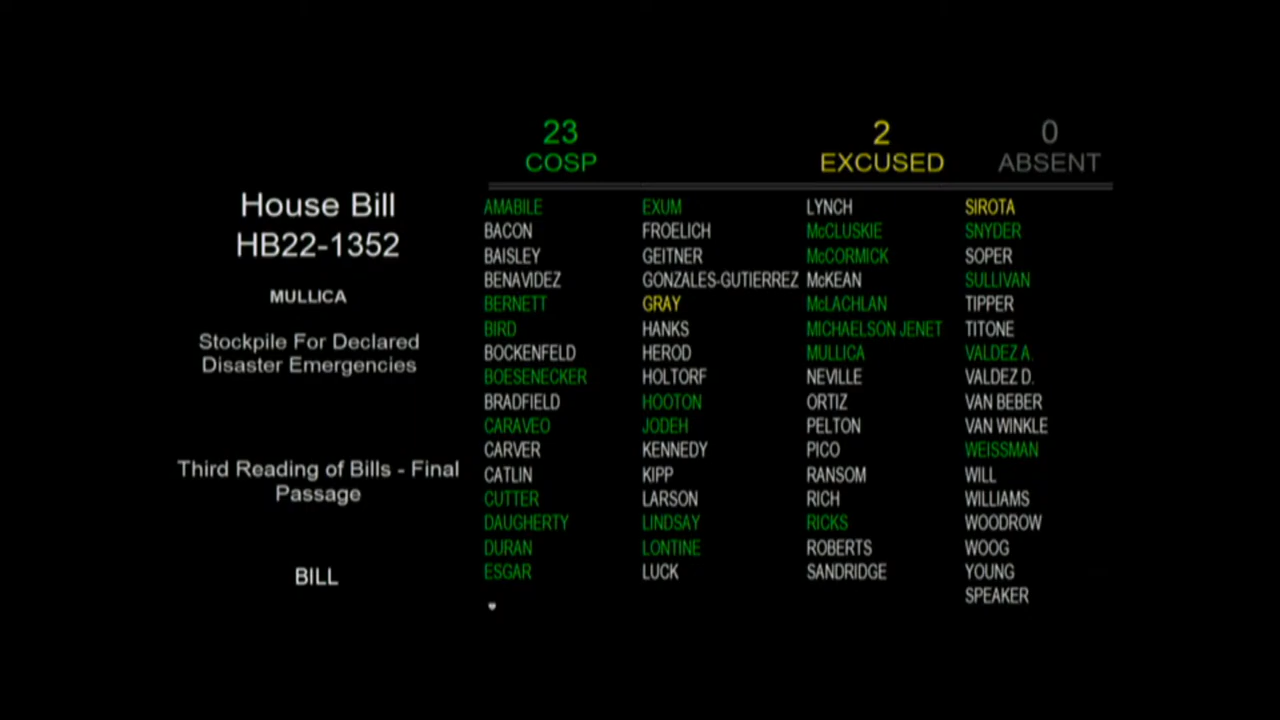 23
COSP
2
EXCUSED
0
ABSENT
House Bill
HB22-1352
MULLICA
Stockpile For Declared
Disaster Emergencies
Third Reading of Bills - Final
Passage
BILL
AMABILE
BACON
BAISLEY
BENAVIDEZ
BERNETT
BIRD
BOCKENFELD
BOESENECKER
BRADFIELD
CARAVEO
CARVER
CATLIN
CUTTER
DAUGHERTY
DURAN
ESGAR
EXUM
FROELICH
GEITNER
GONZALES-GUTIERREZ
GRAY
HANKS
HEROD
HOLTORF
HOOTON
JODEH
KENNEDY
KIPP
LARSON
LINDSAY
LONTINE
LUCK
LYNCH
McCLUSKIE
McCORMICK
McKEAN
McLACHLAN
MICHAELSON JENET
MULLICA
NEVILLE
ORTIZ
PELTON
PICO
RANSOM
RICH
RICKS
ROBERTS
SANDRIDGE
SIROTA
SNYDER
SOPER
SULLIVAN
TIPPER
TITONE
VALDEZ A.
VALDEZ D.
VAN BEBER
VAN WINKLE
WEISSMAN
WILL
WILLIAMS
WOODROW
WOOG
YOUNG
SPEAKER